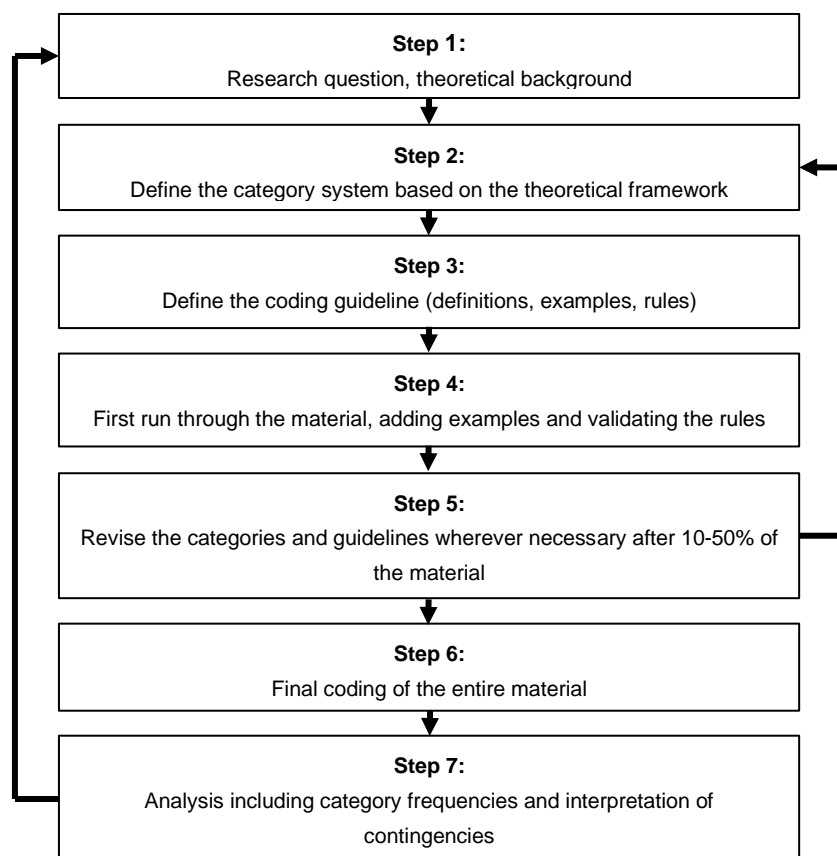 Step 1:
Research question, theoretical background
Step 2:
Define the category system based on the theoretical framework
Step 3:
Define the coding guideline (definitions, examples, rules)
Step 4:
First run through the material, adding examples and validating the rules
Step 5:
Revise the categories and guidelines wherever necessary after 10-50% of
the material
Step 6:
Final coding of the entire material
Step 7:
Analysis including category frequencies and interpretation of
contingencies